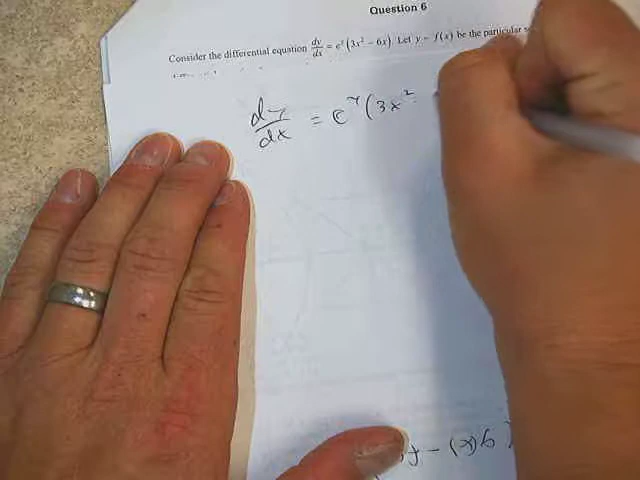 Question 6
Consider the differential equation dy/dx = e^y (3x² − 6x). Let y = f(x) be the particular
dy/dx = e^y (3x²